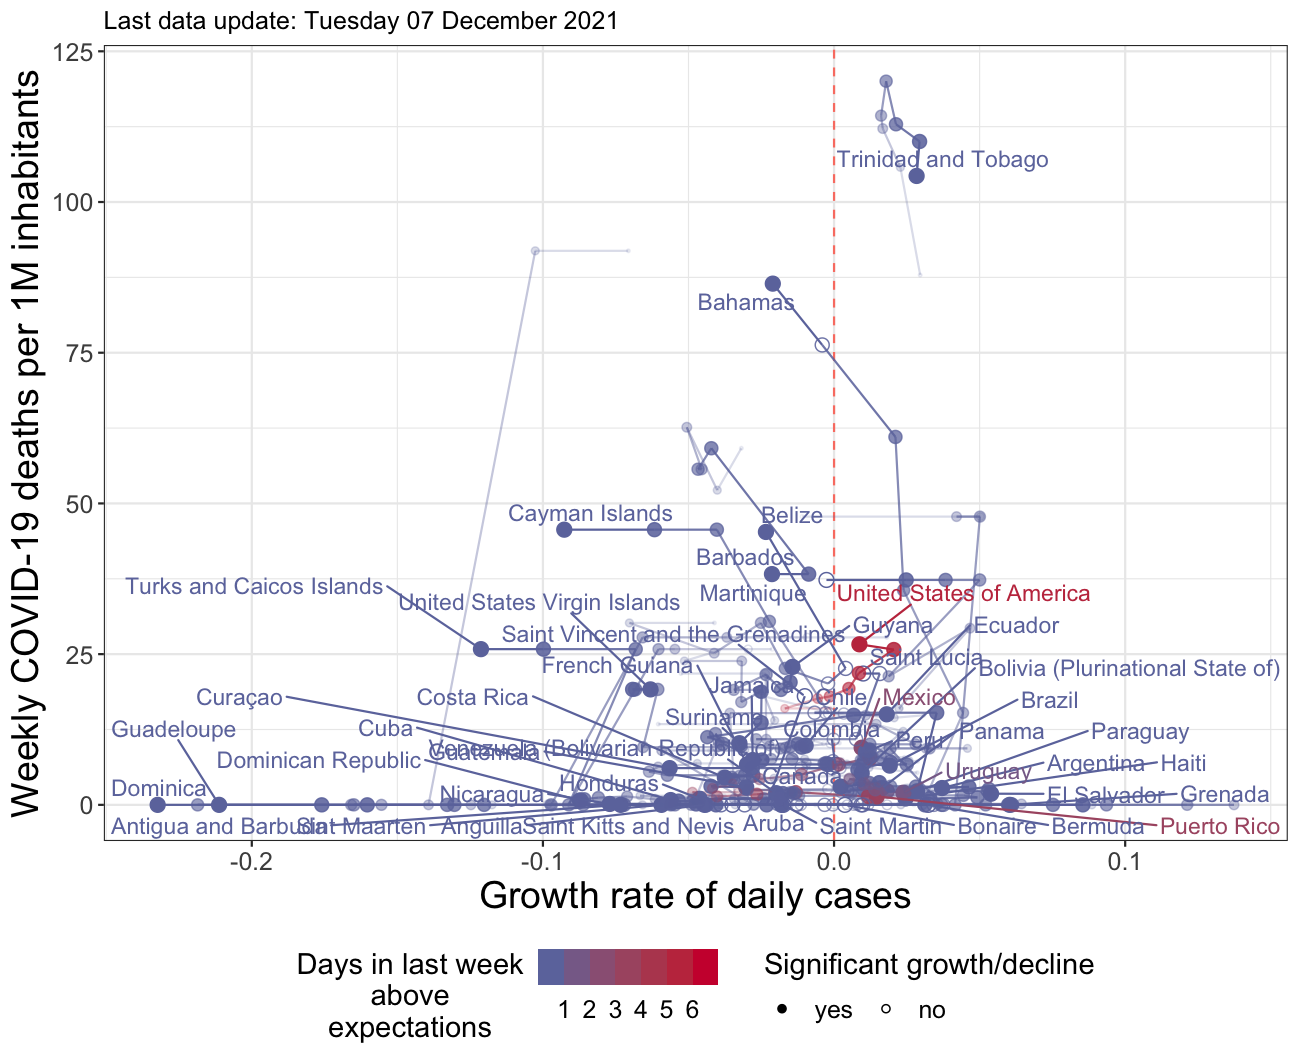 Last data update: Tuesday 07 December 2021
Weekly COVID-19 deaths per 1M inhabitants
125
100
75
50
25
0
Trinidad and Tobago
Bahamas
Cayman Islands
Belize
Barbados
Turks and Caicos Islands
Martinique
United States of America
United States Virgin Islands
Guyana
Ecuador
Saint Vincent and the Grenadines
Saint Lucia
French Guiana
Bolivia (Plurinational State of)
Jamaica
Curaçao
Costa Rica
Chile
Mexico
Brazil
Suriname
Guadeloupe
Cuba
Colombia
Peru
Panama
Paraguay
Venezuela (Bolivarian Republic of)
Guatemala
Dominican Republic
Argentina
Haiti
Canada
Uruguay
Honduras
Dominica
Nicaragua
El Salvador
Grenada
Antigua and Barbuda
Sint Maarten
Anguilla
Saint Kitts and Nevis
Aruba
Saint Martin
Bonaire
Bermuda
Puerto Rico
-0.2
-0.1
0.0
0.1
Growth rate of daily cases
Days in last week
above
expectations
1 2 3 4 5 6
Significant growth/decline
yes
no